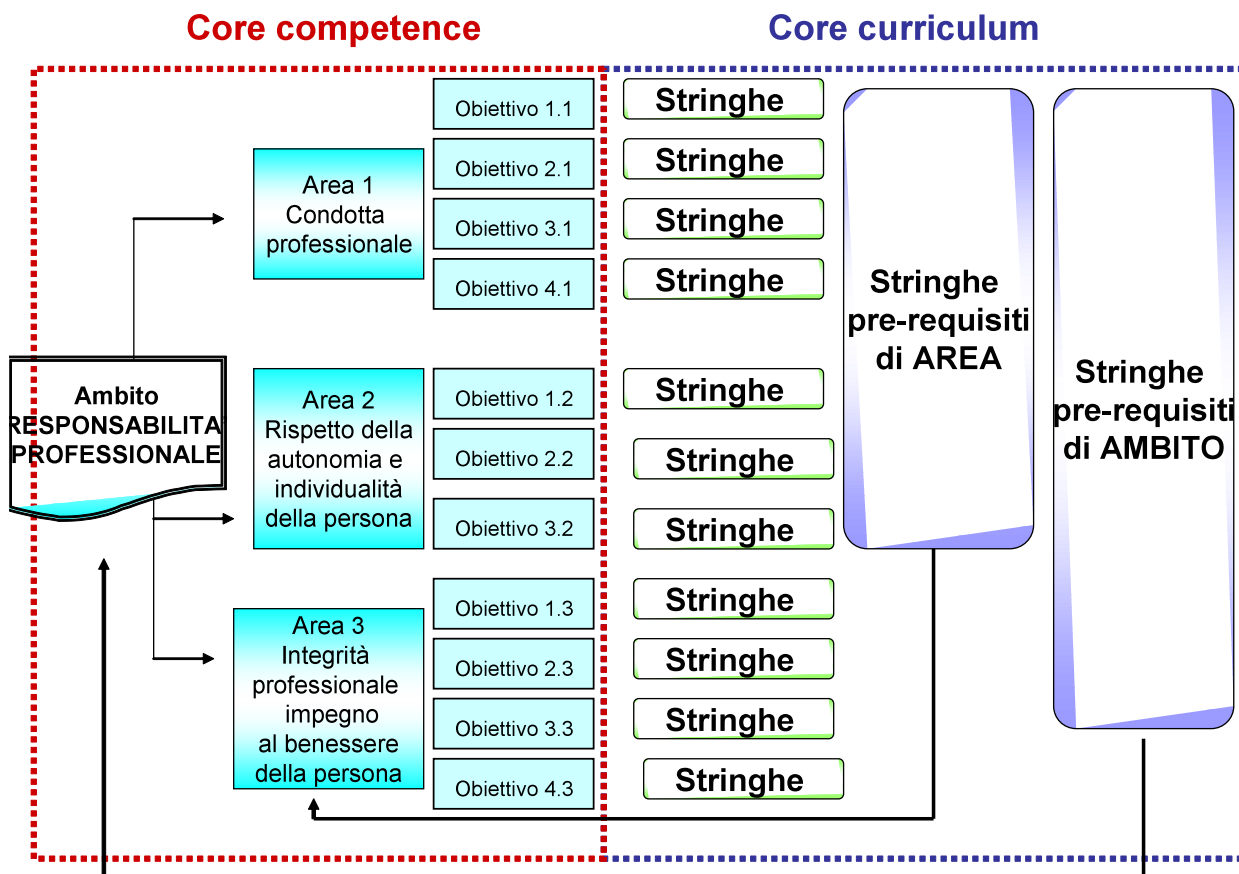 Core competence
Core curriculum
Ambito
RESPONSABILITA'
PROFESSIONALE
Area 1
Condotta
professionale
Obiettivo 1.1
Obiettivo 2.1
Obiettivo 3.1
Obiettivo 4.1
Stringhe
Stringhe
Stringhe
Stringhe
Area 2
Rispetto della
autonomia e
individualità
della persona
Obiettivo 1.2
Obiettivo 2.2
Obiettivo 3.2
Stringhe
Stringhe
Stringhe
Area 3
Integrità
professionale
impegno
al benessere
della persona
Obiettivo 1.3
Obiettivo 2.3
Obiettivo 3.3
Obiettivo 4.3
Stringhe
Stringhe
Stringhe
Stringhe
Stringhe
pre-requisiti
di AREA
Stringhe
pre-requisiti
di AMBITO